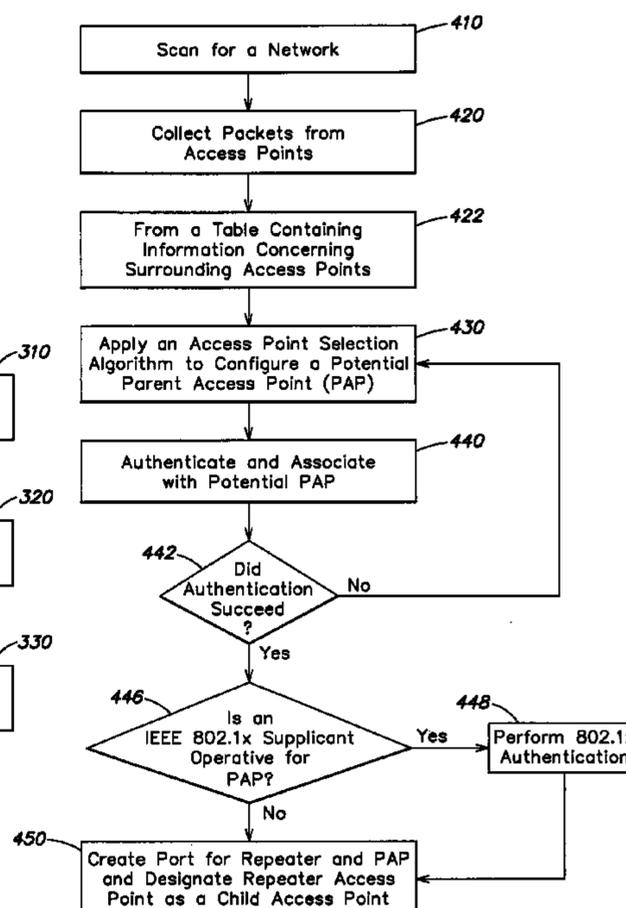 410
Scan for a Network
420
Collect Packets from
Access Points
422
From a Table Containing
Information Concerning
Surrounding Access Points
430
310
Apply an Access Point Selection
Algorithm to Configure a Potential
Parent Access Point (PAP)
440
Authenticate and Associate
with Potential PAP
320
442
Did
Authentication
Succeed
?
No
Yes
330
446
Is an
IEEE 802.1x Supplicant
Operative for
PAP?
Yes
No
448
Perform 802.1
Authentication
450
Create Port for Repeater and PAP
and Designate Repeater Access
Point as a Child Access Point